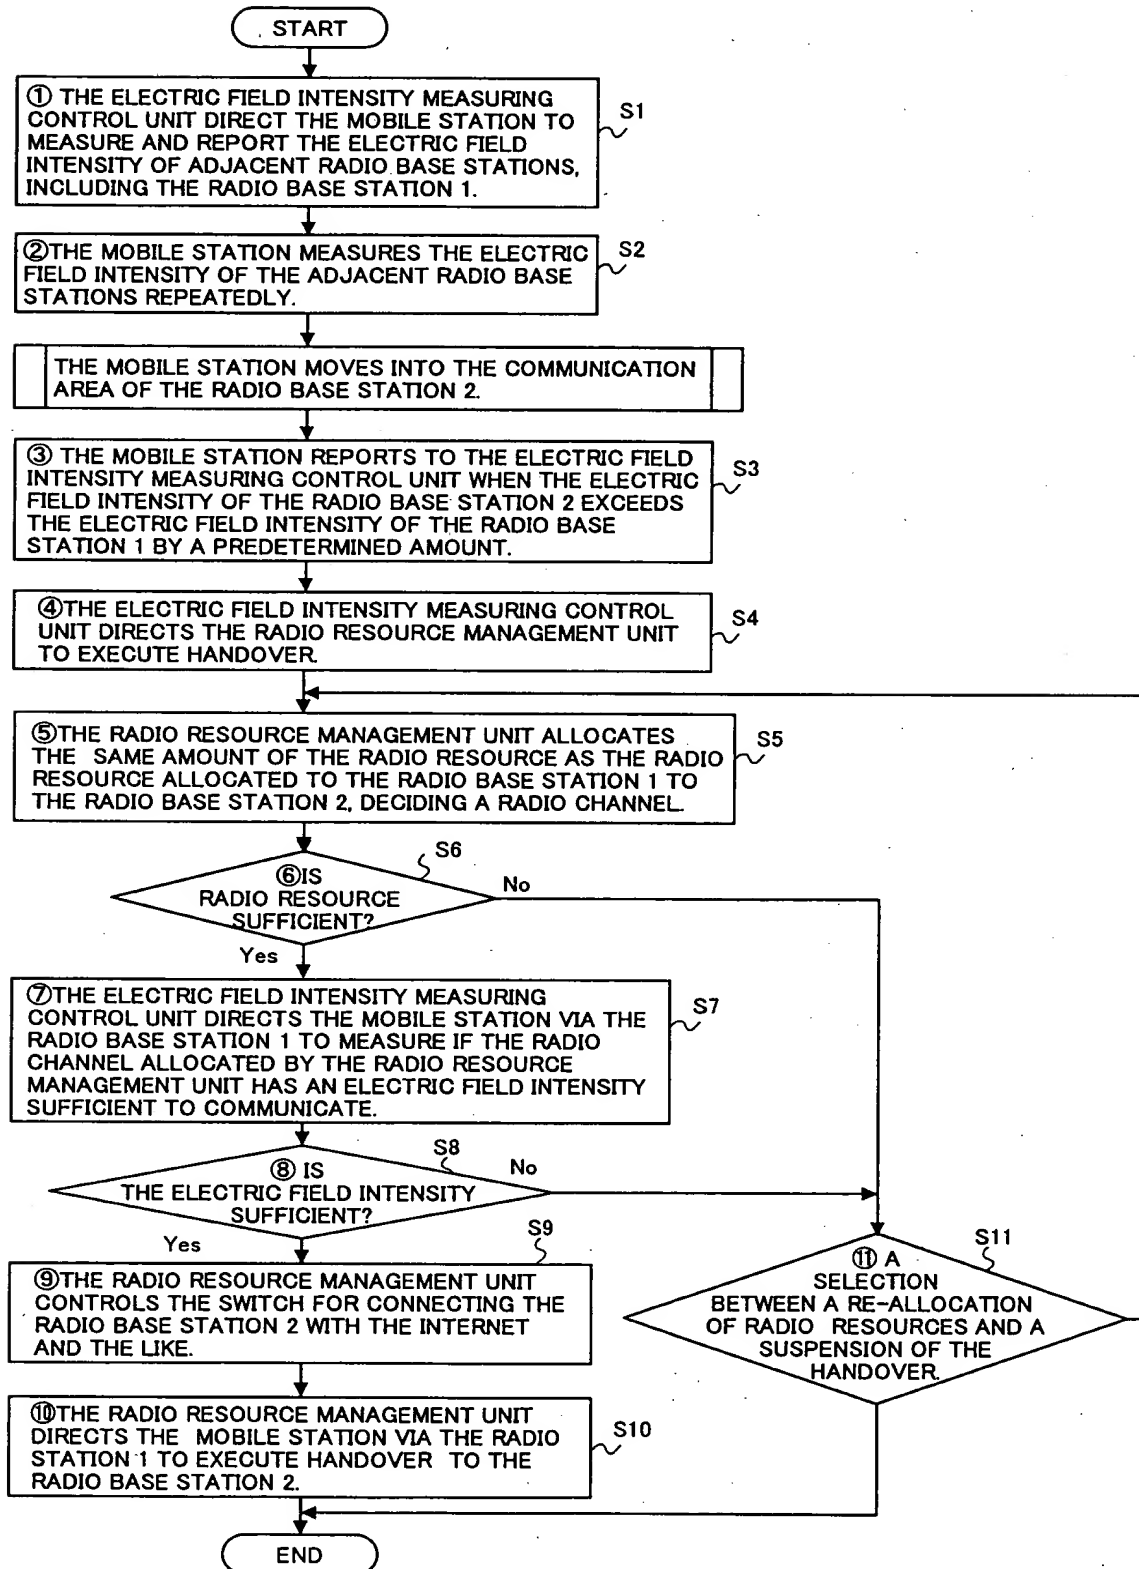 START
① THE ELECTRIC FIELD INTENSITY MEASURING
CONTROL UNIT DIRECT THE MOBILE STATION TO
MEASURE AND REPORT THE ELECTRIC FIELD
INTENSITY OF ADJACENT RADIO BASE STATIONS,
INCLUDING THE RADIO BASE STATION 1.
S1
②THE MOBILE STATION MEASURES THE ELECTRIC
FIELD INTENSITY OF THE ADJACENT RADIO BASE
STATIONS REPEATEDLY.
S2
THE MOBILE STATION MOVES INTO THE COMMUNICATION
AREA OF THE RADIO BASE STATION 2.
③ THE MOBILE STATION REPORTS TO THE ELECTRIC FIELD
INTENSITY MEASURING CONTROL UNIT WHEN THE ELECTRIC
FIELD INTENSITY OF THE RADIO BASE STATION 2 EXCEEDS
THE ELECTRIC FIELD INTENSITY OF THE RADIO BASE
STATION 1 BY A PREDETERMINED AMOUNT.
S3
④THE ELECTRIC FIELD INTENSITY MEASURING CONTROL
UNIT DIRECTS THE RADIO RESOURCE MANAGEMENT UNIT
TO EXECUTE HANDOVER.
S4
⑤THE RADIO RESOURCE MANAGEMENT UNIT ALLOCATES
THE SAME AMOUNT OF THE RADIO RESOURCE AS THE RADIO
RESOURCE ALLOCATED TO THE RADIO BASE STATION 1 TO
THE RADIO BASE STATION 2, DECIDING A RADIO CHANNEL.
S5
⑥IS
RADIO RESOURCE
SUFFICIENT?
S6
No
Yes
⑦THE ELECTRIC FIELD INTENSITY MEASURING
CONTROL UNIT DIRECTS THE MOBILE STATION VIA THE
RADIO BASE STATION 1 TO MEASURE IF THE RADIO
CHANNEL ALLOCATED BY THE RADIO RESOURCE
MANAGEMENT UNIT HAS AN ELECTRIC FIELD INTENSITY
SUFFICIENT TO COMMUNICATE.
S7
⑧ IS
THE ELECTRIC FIELD INTENSITY
SUFFICIENT?
S8
No
Yes
⑨THE RADIO RESOURCE MANAGEMENT UNIT
CONTROLS THE SWITCH FOR CONNECTING THE
RADIO BASE STATION 2 WITH THE INTERNET
AND THE LIKE.
S9
⑪ A
SELECTION
BETWEEN A RE-ALLOCATION
OF RADIO RESOURCES AND A
SUSPENSION OF THE
HANDOVER.
S11
⑩THE RADIO RESOURCE MANAGEMENT UNIT
DIRECTS THE MOBILE STATION VIA THE RADIO
STATION 1 TO EXECUTE HANDOVER TO THE
RADIO BASE STATION 2.
S10
END